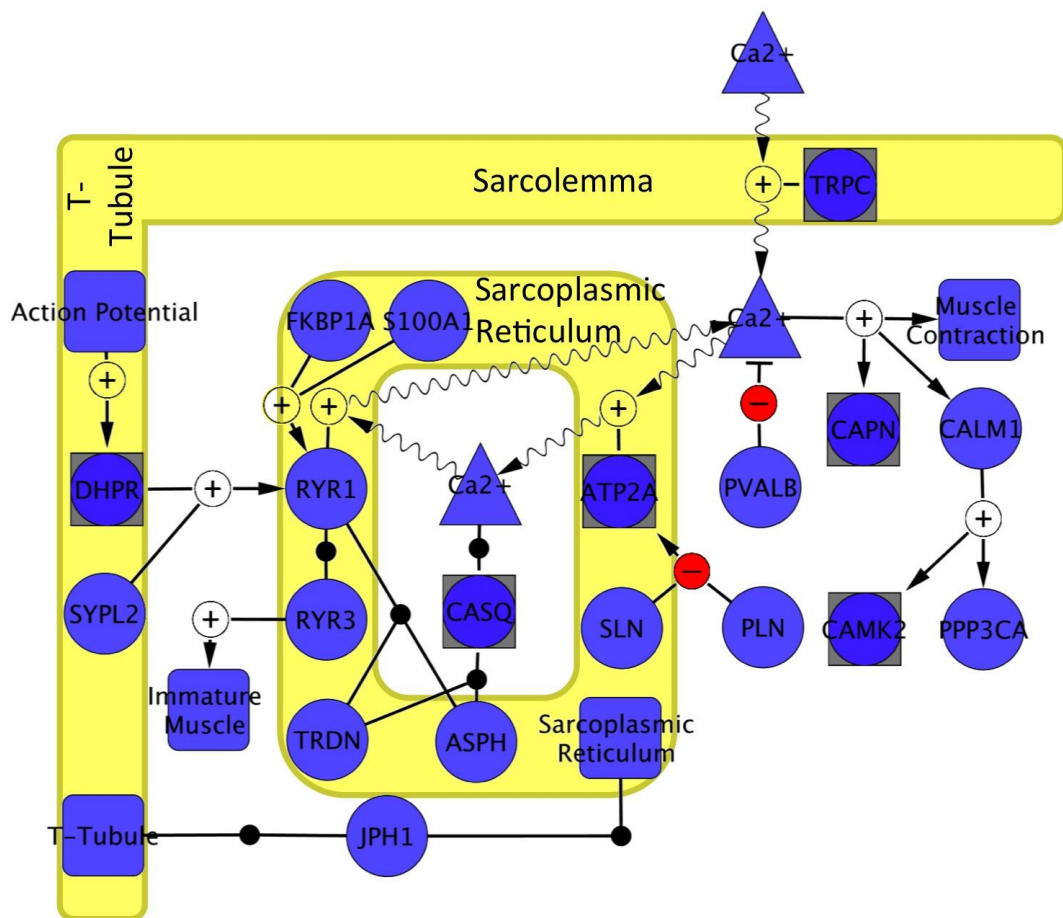 Ca2+
T-
Tubule
Sarcolemma
+
−
TRPC
Action Potential
FKBP1A
S100A1
Sarcoplasmic
Reticulum
Ca2+
+
Muscle
Contraction
+
+
+
+
−
CAPN
CALM1
DHPR
+
RYR1
Ca2+
ATP2A
PVALB
+
−
SYPL2
+
RYR3
CASQ
SLN
PLN
CAMK2
PPP3CA
Immature
Muscle
TRDN
ASPH
Sarcoplasmic
Reticulum
T-Tubule
JPH1